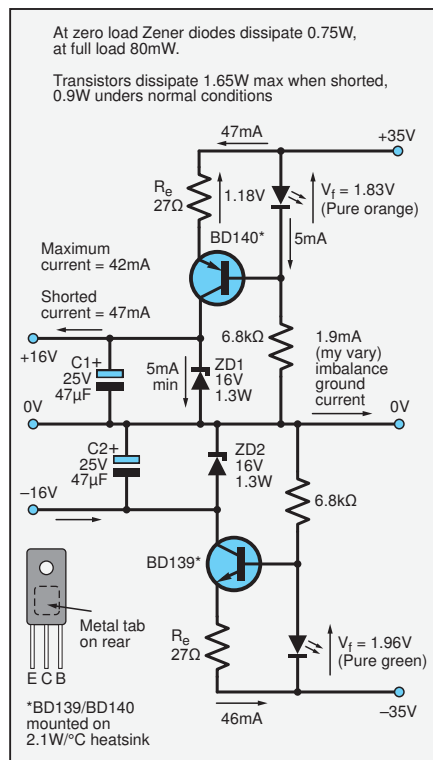 At zero load Zener diodes dissipate 0.75W,
at full load 80mW.
Transistors dissipate 1.65W max when shorted,
0.9W under normal conditions
47mA
+35V
Re
27Ω
1.18V
Vf = 1.83V
(Pure orange)
BD140*
5mA
Maximum
current = 42mA
Shorted
current = 47mA
+16V
6.8kΩ
1.9mA
(my vary)
imbalance
ground
current
C1+
25V
47µF
5mA
min
ZD1
16V
1.3W
0V
0V
C2+
25V
47µF
ZD2
16V
1.3W
–16V
6.8kΩ
BD139*
Metal tab
on rear
Re
27Ω
Vf = 1.96V
(Pure green)
E C B
46mA
–35V
*BD139/BD140
mounted on
2.1W/°C heatsink